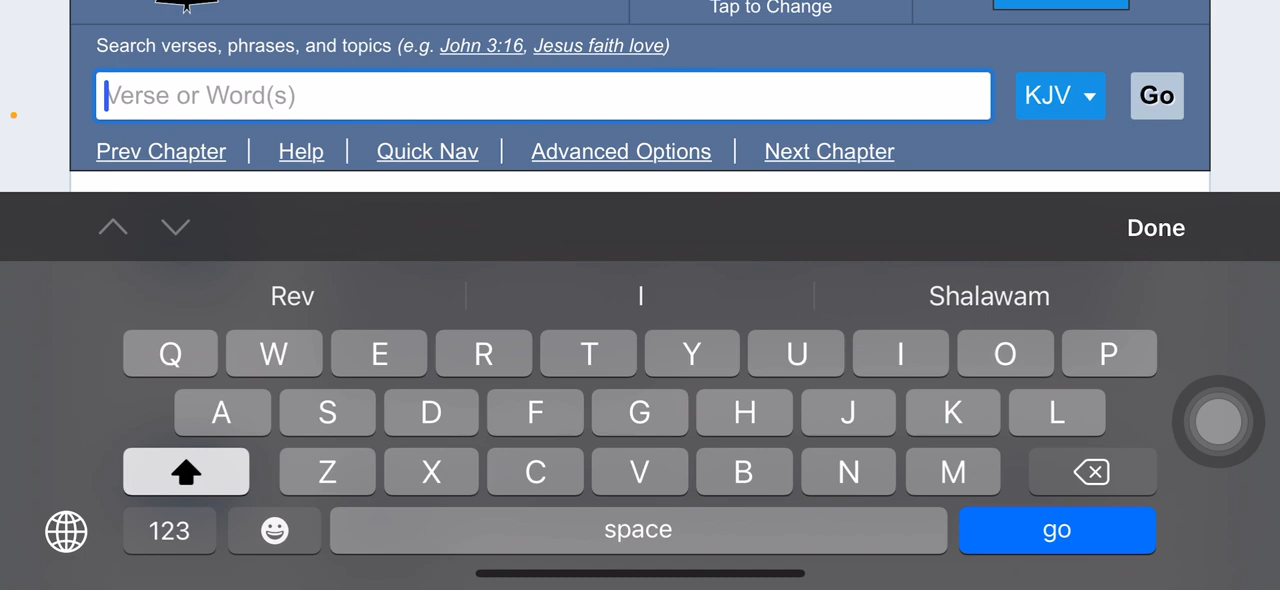 Tap to Change
Search verses, phrases, and topics (e.g. John 3:16, Jesus faith love)
Verse or Word(s) KJV Go
Prev Chapter | Help | Quick Nav | Advanced Options | Next Chapter
Done
Rev I Shalawam
Q W E R T Y U I O P
A S D F G H J K L
Z X C V B N M
123 space go